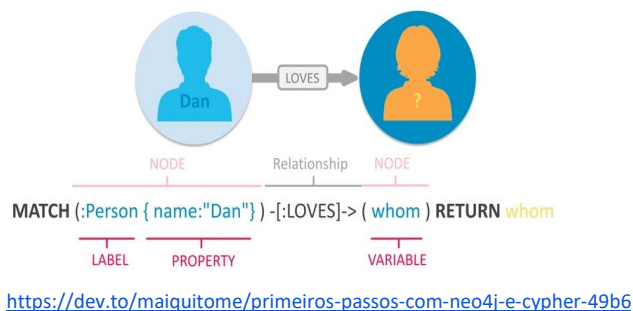 LOVES
Dan
?
NODE Relationship NODE
MATCH (:Person { name:"Dan"} ) -[:LOVES]-> ( whom ) RETURN whom
LABEL PROPERTY VARIABLE
https://dev.to/maiquitome/primeiros-passos-com-neo4j-e-cypher-49b6